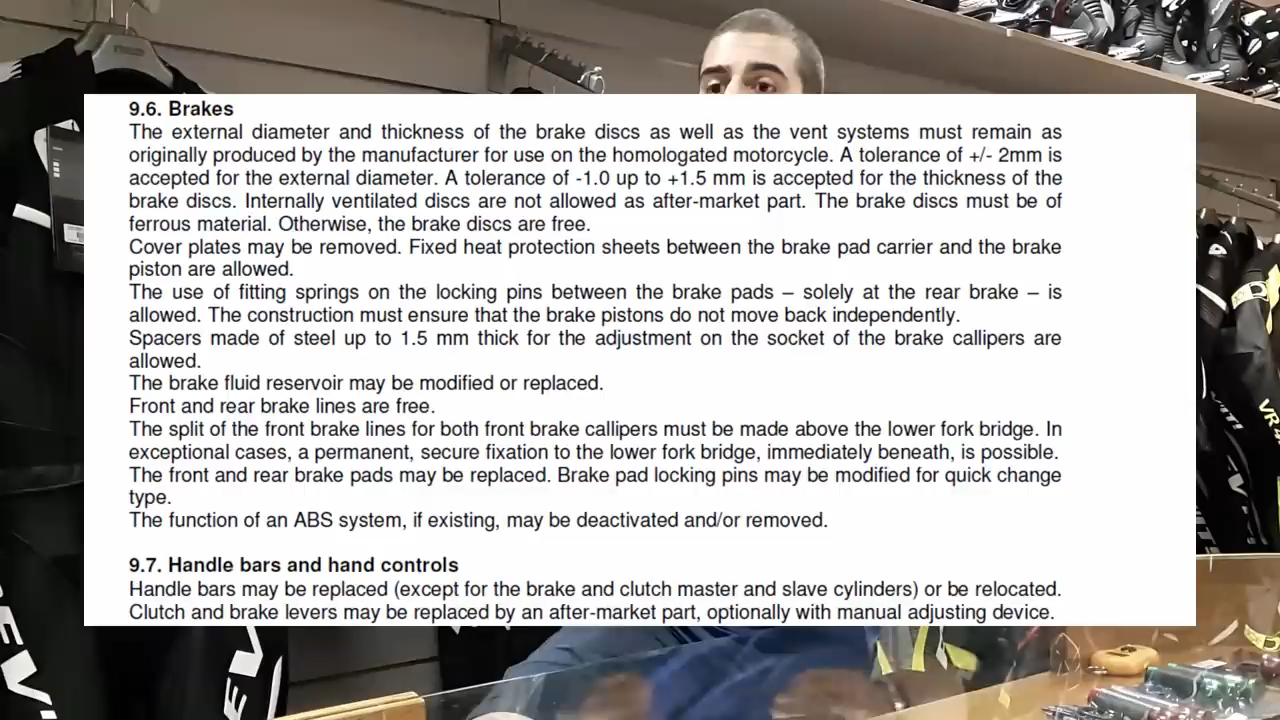 9.6. Brakes
The external diameter and thickness of the brake discs as well as the vent systems must remain as
originally produced by the manufacturer for use on the homologated motorcycle. A tolerance of +/- 2mm is
accepted for the external diameter. A tolerance of -1.0 up to +1.5 mm is accepted for the thickness of the
brake discs. Internally ventilated discs are not allowed as after-market part. The brake discs must be of
ferrous material. Otherwise, the brake discs are free.
Cover plates may be removed. Fixed heat protection sheets between the brake pad carrier and the brake
piston are allowed.
The use of fitting springs on the locking pins between the brake pads – solely at the rear brake – is
allowed. The construction must ensure that the brake pistons do not move back independently.
Spacers made of steel up to 1.5 mm thick for the adjustment on the socket of the brake callipers are
allowed.
The brake fluid reservoir may be modified or replaced.
Front and rear brake lines are free.
The split of the front brake lines for both front brake callipers must be made above the lower fork bridge. In
exceptional cases, a permanent, secure fixation to the lower fork bridge, immediately beneath, is possible.
The front and rear brake pads may be replaced. Brake pad locking pins may be modified for quick change
type.
The function of an ABS system, if existing, may be deactivated and/or removed.
9.7. Handle bars and hand controls
Handle bars may be replaced (except for the brake and clutch master and slave cylinders) or be relocated.
Clutch and brake levers may be replaced by an after-market part, optionally with manual adjusting device.